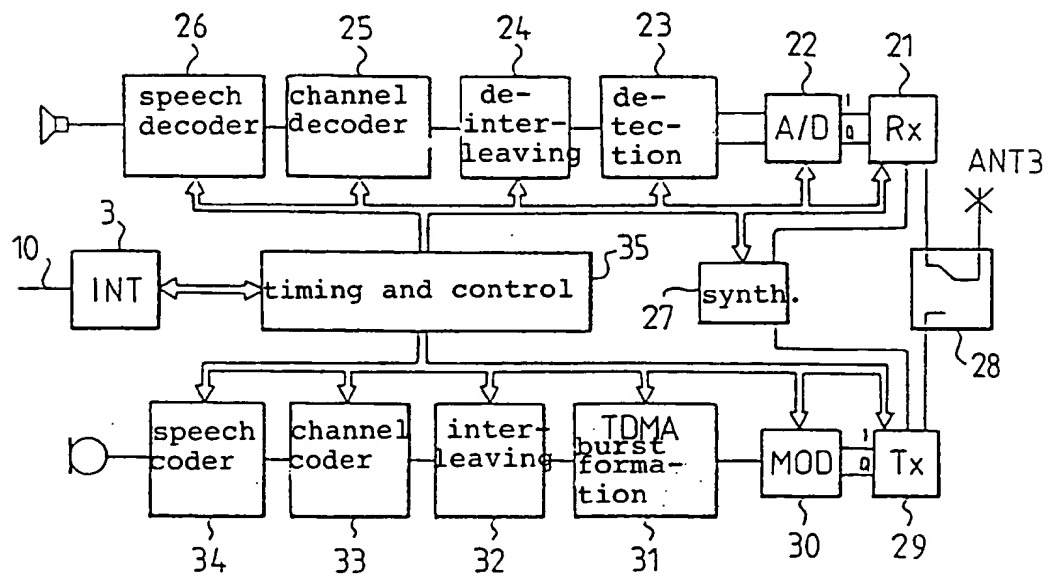 26 25 24 23 22 21
speech
decoder
channel
decoder
de-
inter-
leaving
de-
tec-
tion
A/D
I
Q
Rx
ANT3
3
10
INT
35
timing and control
27
synth.
28
speech
coder
channel
coder
inter-
leaving
TDMA
burst
forma-
tion
MOD
I
Q
Tx
34 33 32 31 30 29